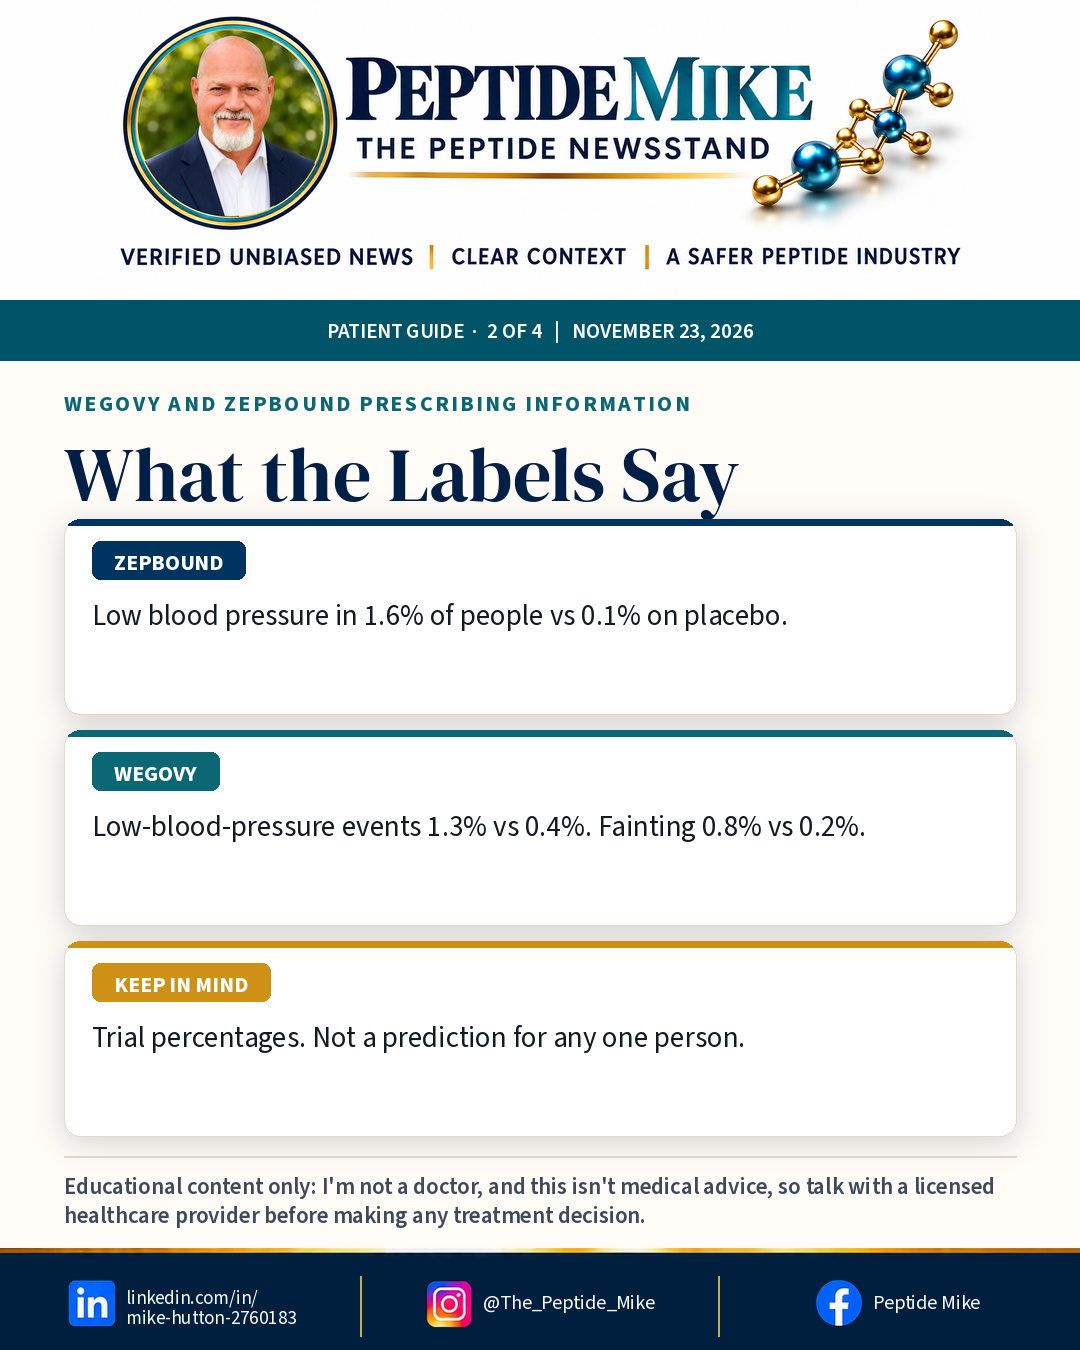 PEPTIDEMIKE
THE PEPTIDE NEWSSTAND
VERIFIED UNBIASED NEWS | CLEAR CONTEXT | A SAFER PEPTIDE INDUSTRY
PATIENT GUIDE · 2 OF 4 | NOVEMBER 23, 2026
WEGOVY AND ZEPBOUND PRESCRIBING INFORMATION
What the Labels Say
ZEPBOUND
Low blood pressure in 1.6% of people vs 0.1% on placebo.
WEGOVY
Low-blood-pressure events 1.3% vs 0.4%. Fainting 0.8% vs 0.2%.
KEEP IN MIND
Trial percentages. Not a prediction for any one person.
Educational content only: I'm not a doctor, and this isn't medical advice, so talk with a licensed
healthcare provider before making any treatment decision.
linkedin.com/in/
mike-hutton-2760183
@The_Peptide_Mike
Peptide Mike